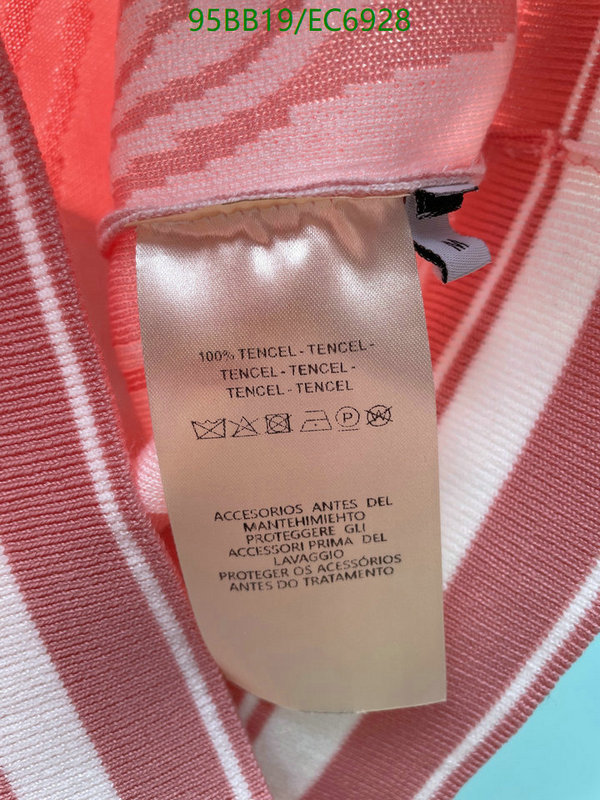 95BB19/EC6928
M
100% TENCEL - TENCEL -
TENCEL - TENCEL -
TENCEL - TENCEL
P
W
ACCESORIOS ANTES DEL
MANTEHIMIEHTO
PROTEGGERE GLI
ACCESSORI PRIMA DEL
LAVAGGIO
PROTEGER OS ACESSÓRIOS
ANTES DO TRATAMENTO